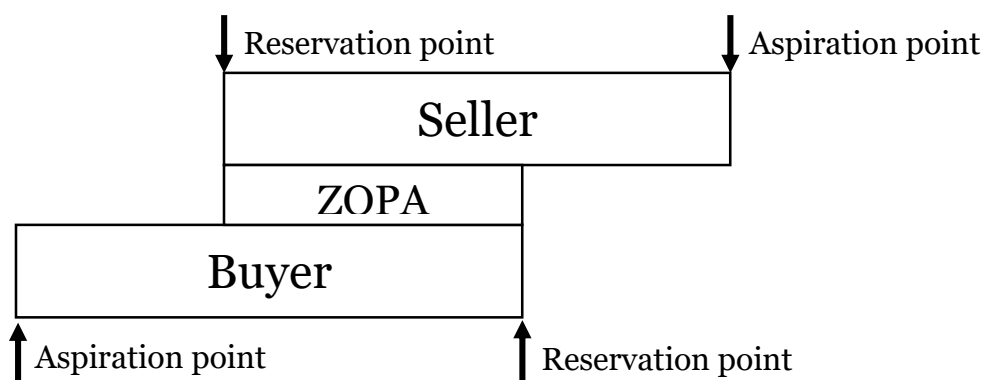 Reservation point
Aspiration point
Seller
ZOPA
Buyer
Aspiration point
Reservation point